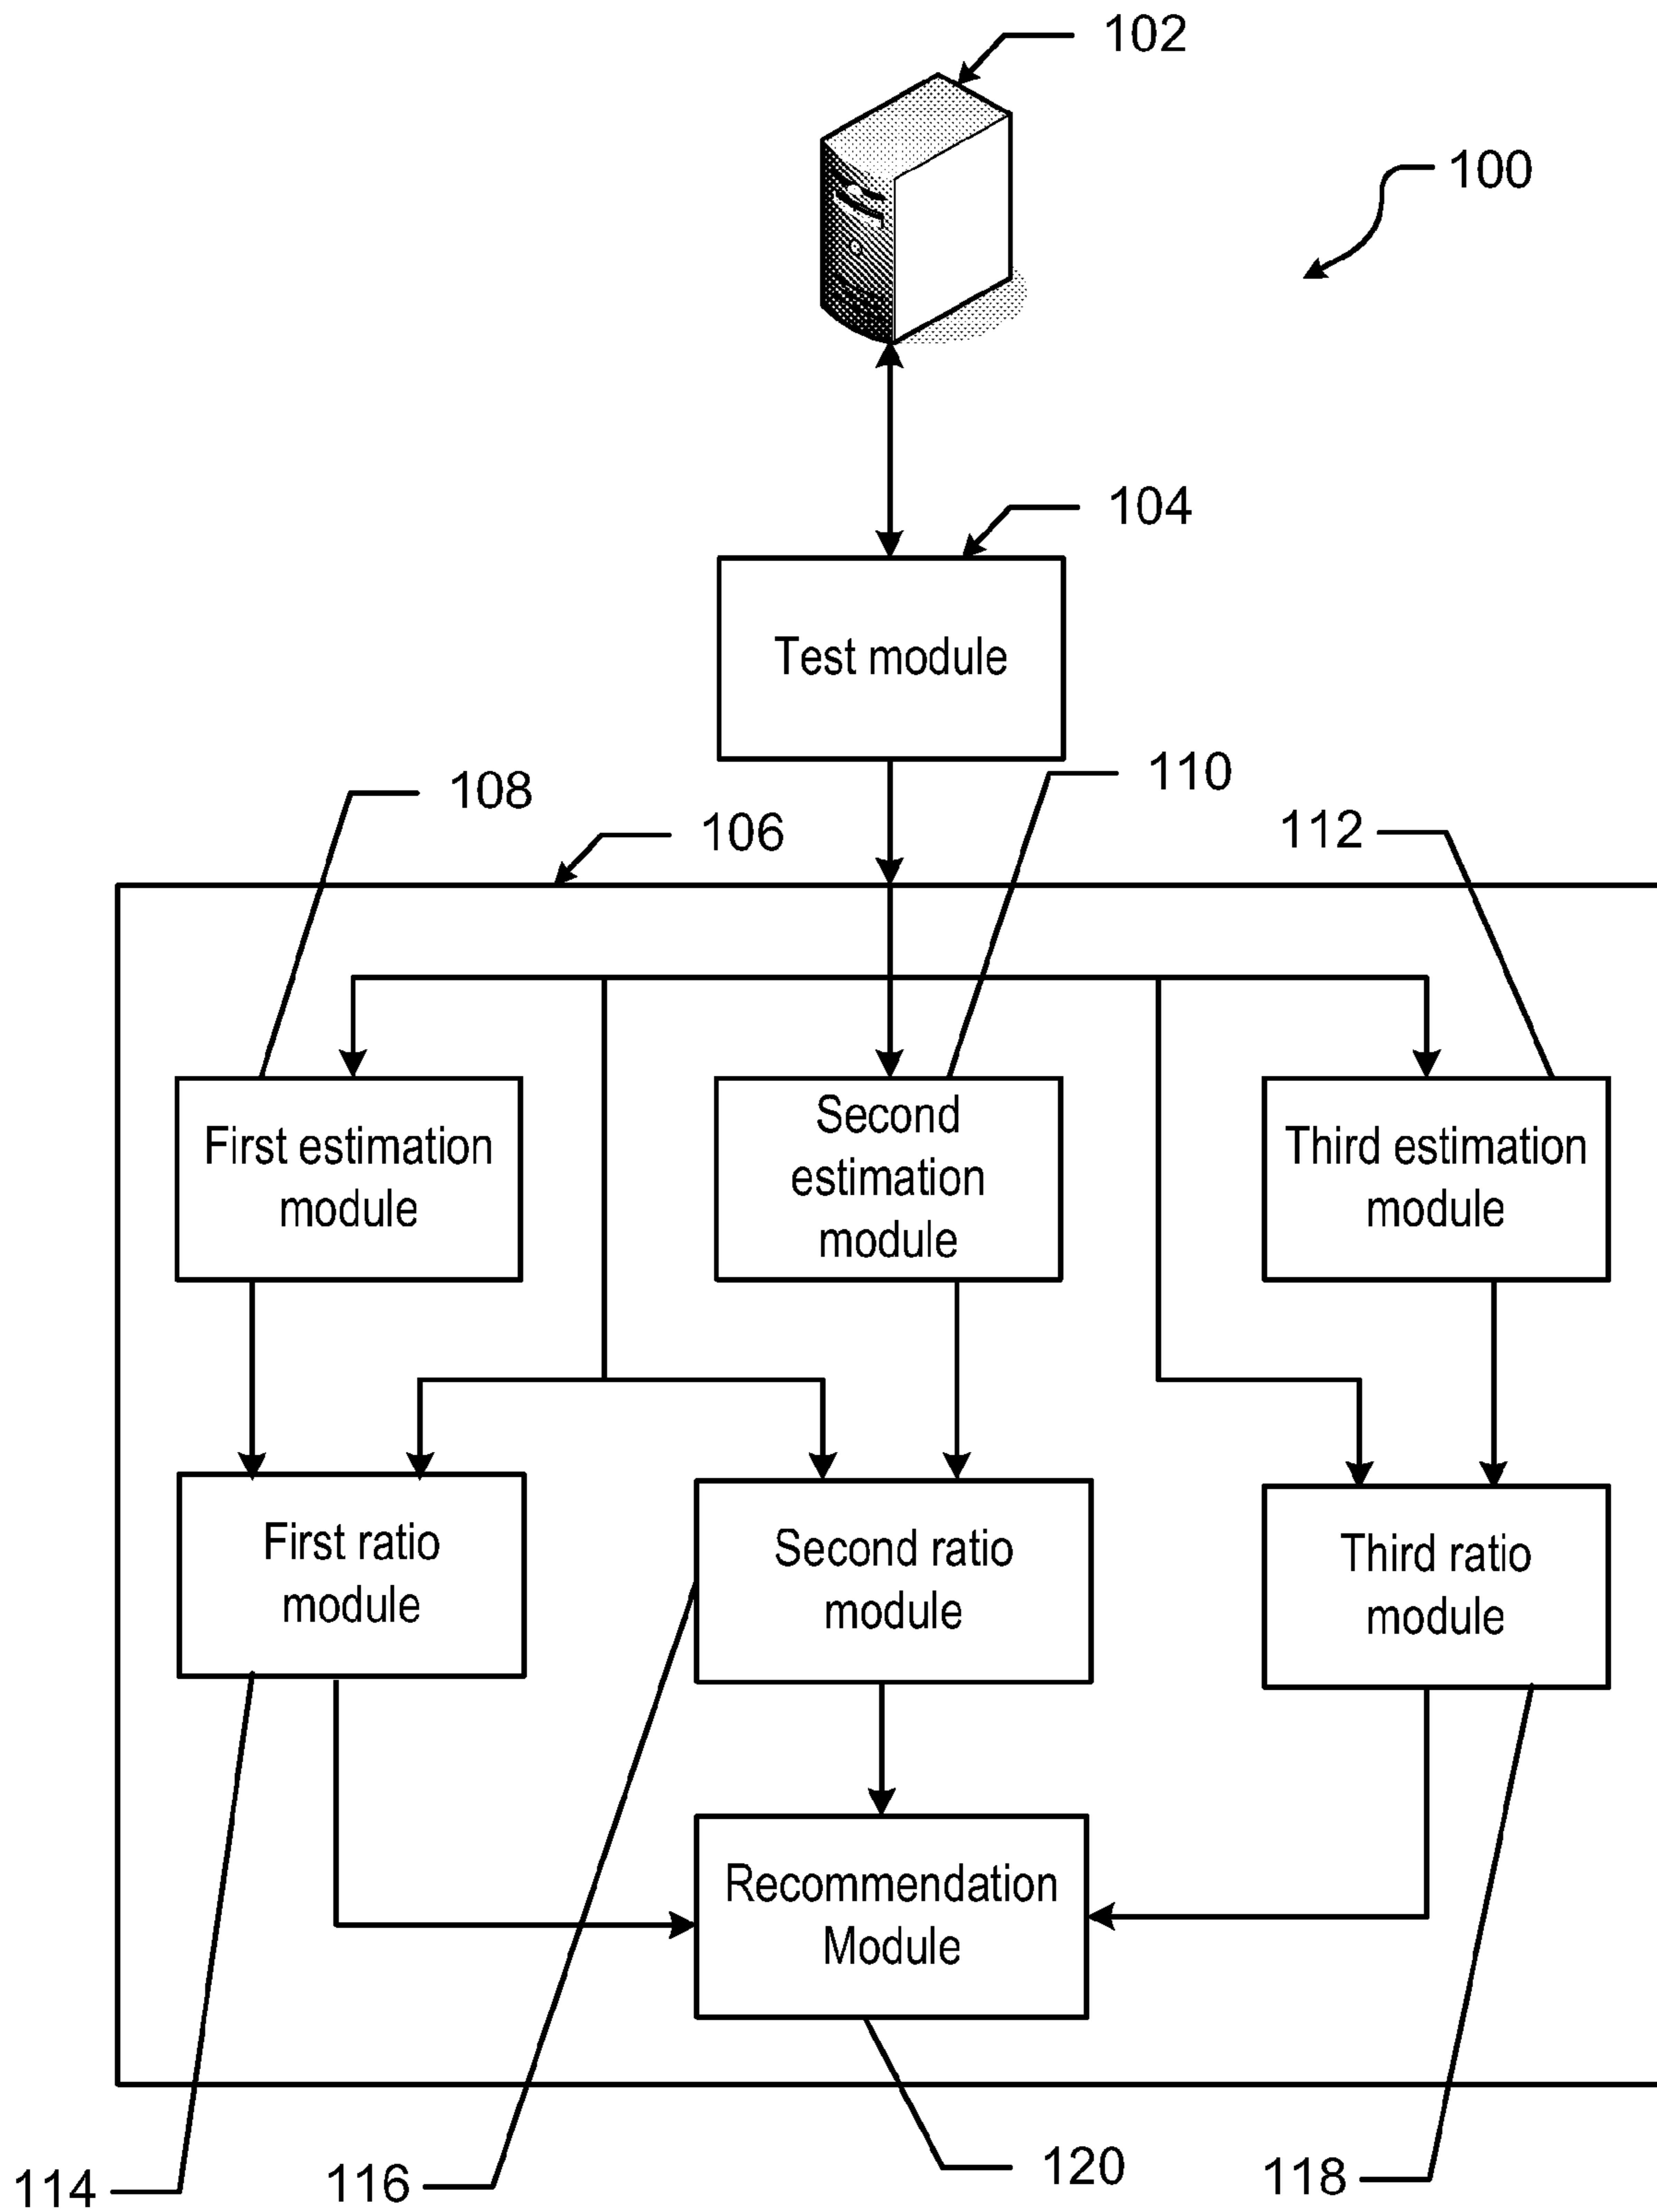 102
100
104
Test module
110
108
106
112
First estimation
module
Second
estimation
module
Third estimation
module
First ratio
module
Second ratio
module
Third ratio
module
Recommendation
Module
114
116
120
118